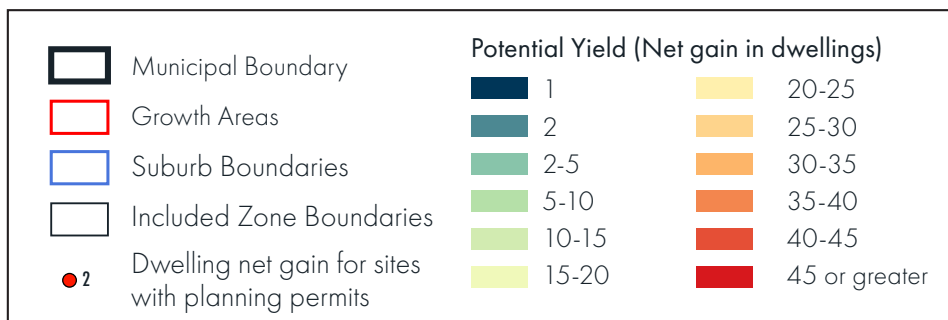 Municipal Boundary
Growth Areas
Suburb Boundaries
Included Zone Boundaries
2
Dwelling net gain for sites
with planning permits
Potential Yield (Net gain in dwellings)
1
2
2-5
5-10
10-15
15-20
20-25
25-30
30-35
35-40
40-45
45 or greater